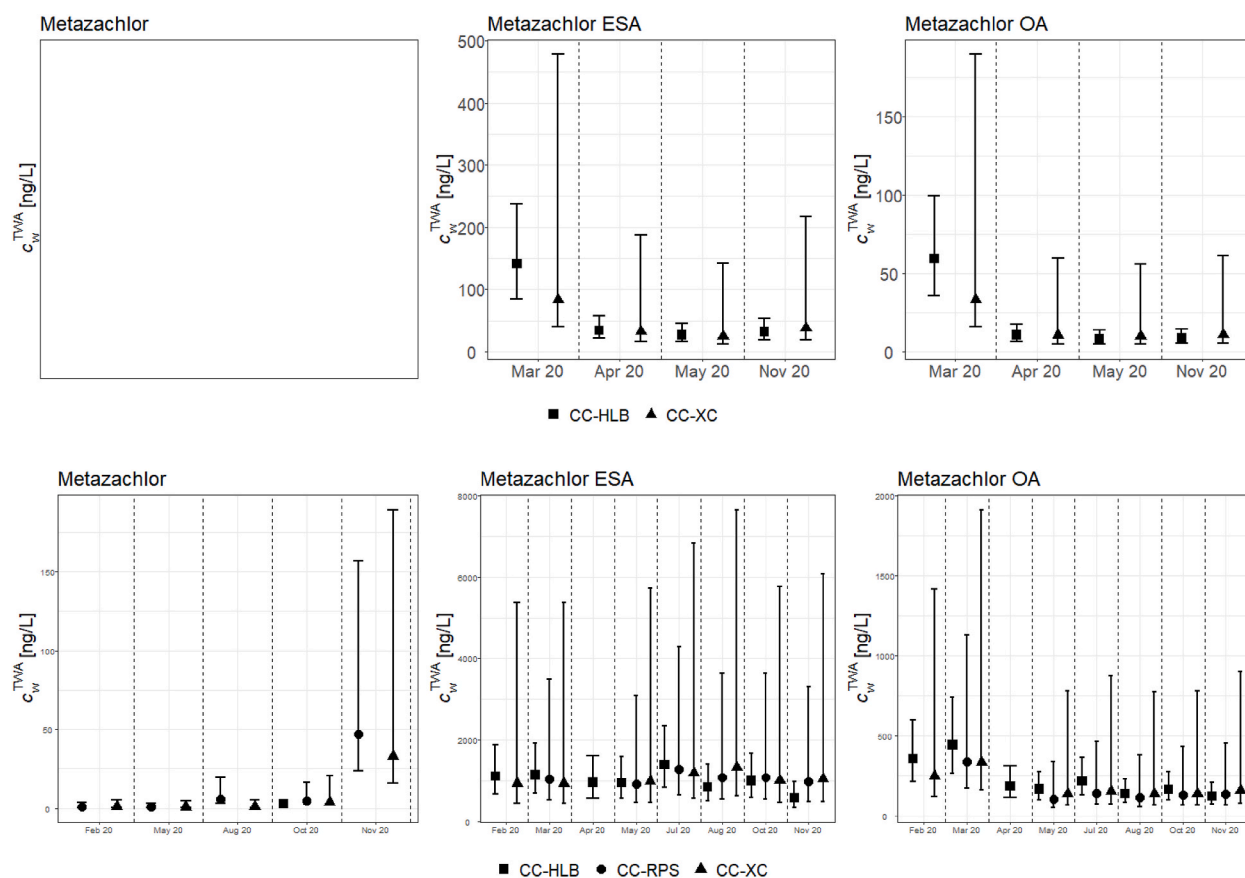 Metazachlor
c_w^TWA [ng/L]
Metazachlor ESA
c_w^TWA [ng/L]
500
400
300
200
100
0
Mar 20 Apr 20 May 20 Nov 20
Metazachlor OA
c_w^TWA [ng/L]
150
100
50
0
Mar 20 Apr 20 May 20 Nov 20
CC-HLB CC-XC
Metazachlor
c_w^TWA [ng/L]
150
100
50
0
Feb 20 May 20 Aug 20 Oct 20 Nov 20
Metazachlor ESA
c_w^TWA [ng/L]
8000
6000
4000
2000
0
Feb 20 Mar 20 Apr 20 May 20 Jul 20 Aug 20 Oct 20 Nov 20
Metazachlor OA
c_w^TWA [ng/L]
2000
1500
1000
500
0
Feb 20 Mar 20 Apr 20 May 20 Jul 20 Aug 20 Oct 20 Nov 20
CC-HLB CC-RPS CC-XC